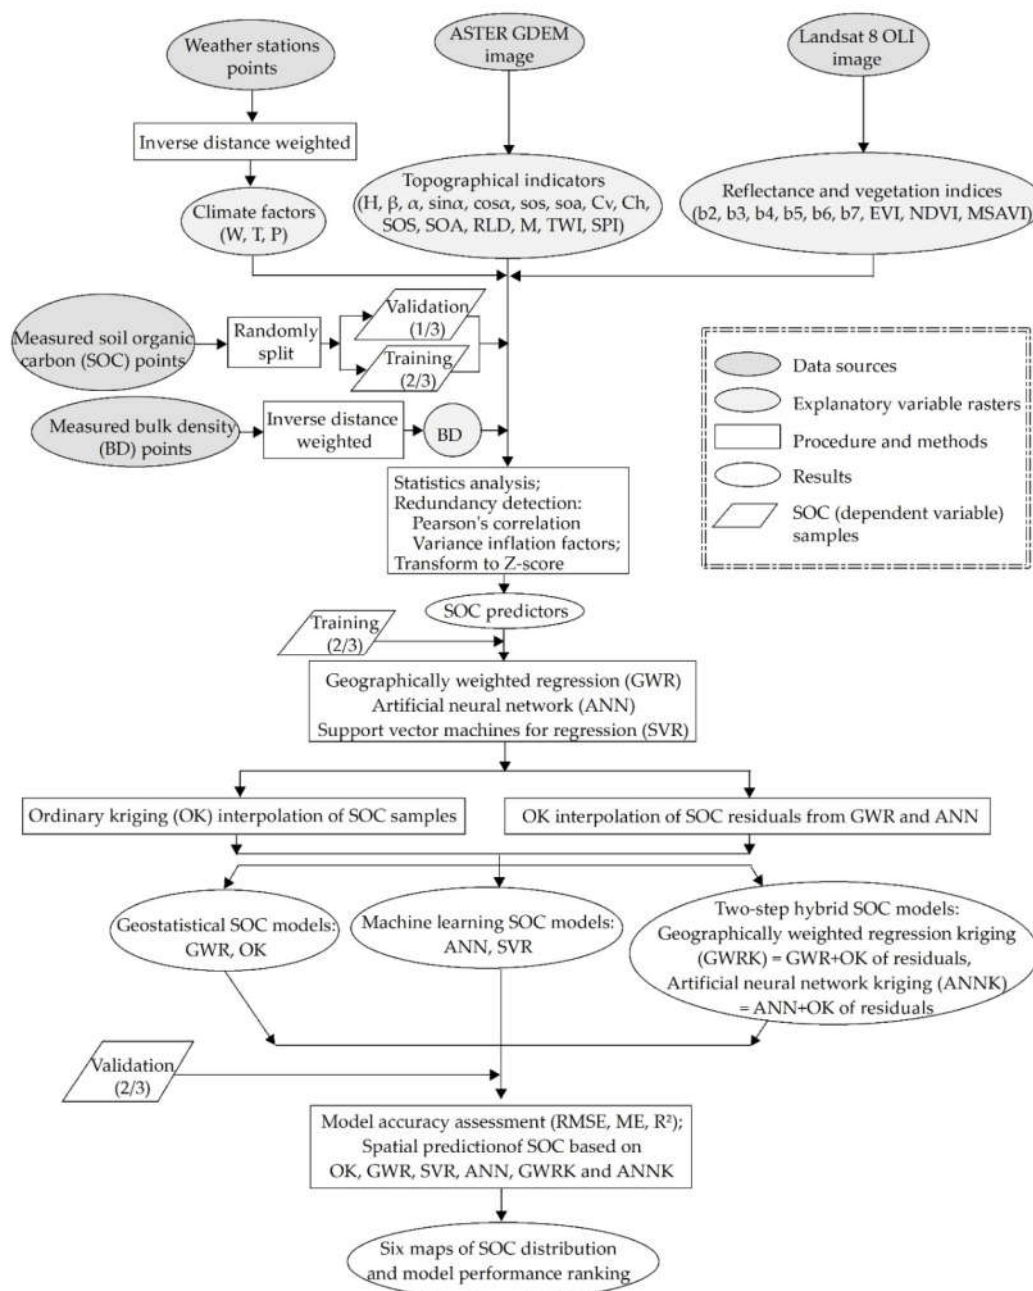 Weather stations
points
ASTER GDEM
image
Landsat 8 OLI
image
Inverse distance weighted
Climate factors
(W, T, P)
Topographical indicators
(H, β, α, sinα, cosα, sos, soa, Cv, Ch,
SOS, SOA, RLD, M, TWI, SPI)
Reflectance and vegetation indices
(b2, b3, b4, b5, b6, b7, EVI, NDVI, MSAVI)
Measured soil organic
carbon (SOC) points
Randomly
split
Validation
(1/3)
Training
(2/3)
Measured bulk density
(BD) points
Inverse distance
weighted
BD
Data sources
Explanatory variable rasters
Procedure and methods
Results
SOC (dependent variable)
samples
Statistics analysis;
Redundancy detection:
Pearson's correlation
Variance inflation factors;
Transform to Z-score
SOC predictors
Training
(2/3)
Geographically weighted regression (GWR)
Artificial neural network (ANN)
Support vector machines for regression (SVR)
Ordinary kriging (OK) interpolation of SOC samples
OK interpolation of SOC residuals from GWR and ANN
Geostatistical SOC models:
GWR, OK
Machine learning SOC models:
ANN, SVR
Two-step hybrid SOC models:
Geographically weighted regression kriging
(GWRK) = GWR+OK of residuals,
Artificial neural network kriging (ANNK)
= ANN+OK of residuals
Validation
(2/3)
Model accuracy assessment (RMSE, ME, R²);
Spatial predictionof SOC based on
OK, GWR, SVR, ANN, GWRK and ANNK
Six maps of SOC distribution
and model performance ranking